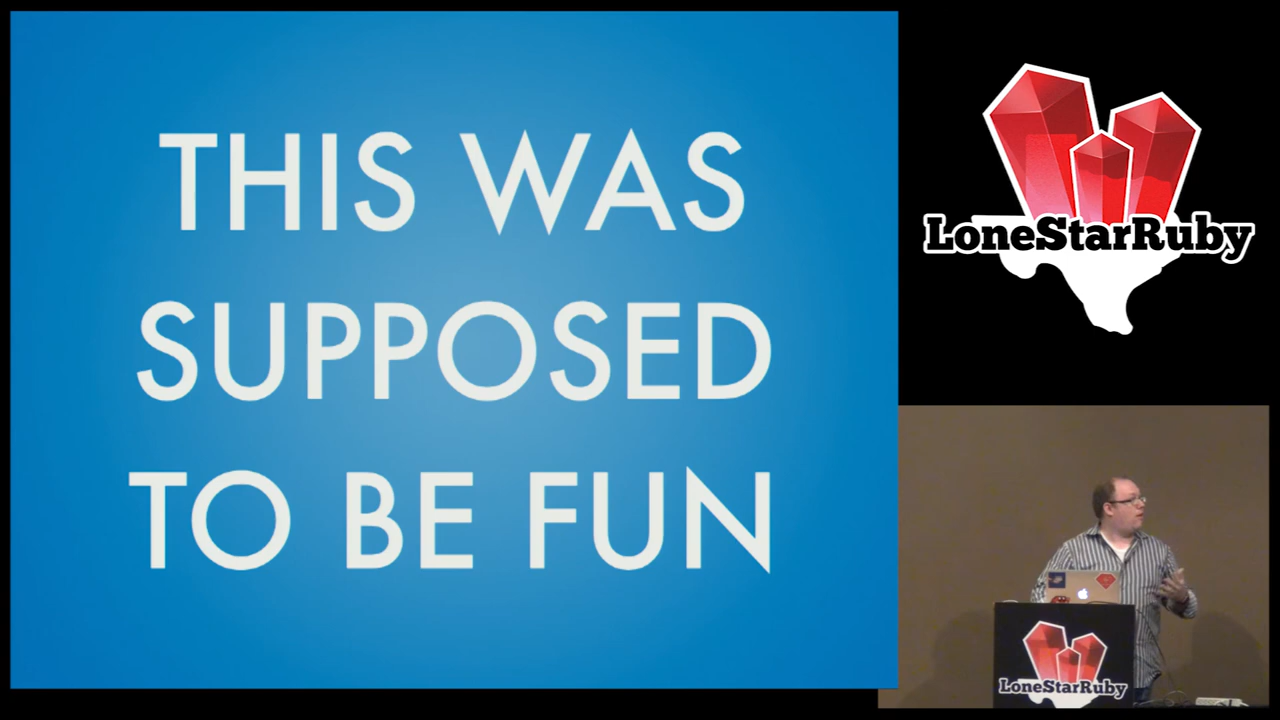 THIS WAS
SUPPOSED
TO BE FUN
LoneStarRuby
LoneStarRuby